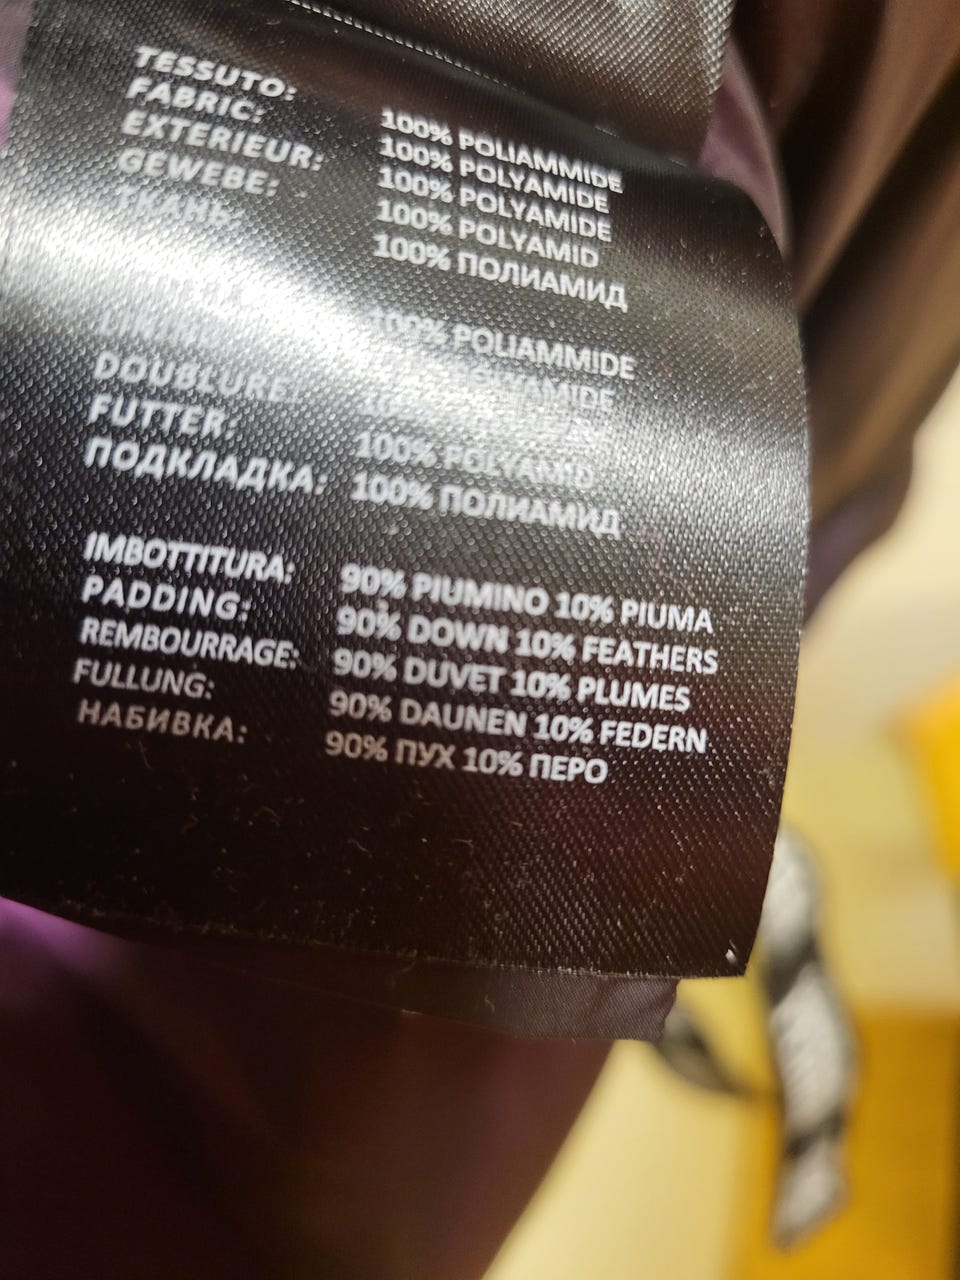 TESSUTO: 100% POLIAMMIDE
FABRIC: 100% POLYAMIDE
EXTERIEUR: 100% POLYAMIDE
GEWEBE: 100% POLYAMID
ТКАНЬ: 100% ПОЛИАМИД
100% POLIAMMIDE
POLYAMIDE
DOUBLURE:
FUTTER: 100% POLYAMID
ПОДКЛАДКА: 100% ПОЛИАМИД
IMBOTTITURA: 90% PIUMINO 10% PIUMA
PADDING: 90% DOWN 10% FEATHERS
REMBOURRAGE: 90% DUVET 10% PLUMES
FULLUNG: 90% DAUNEN 10% FEDERN
НАБИВКА: 90% ПУХ 10% ПЕРО